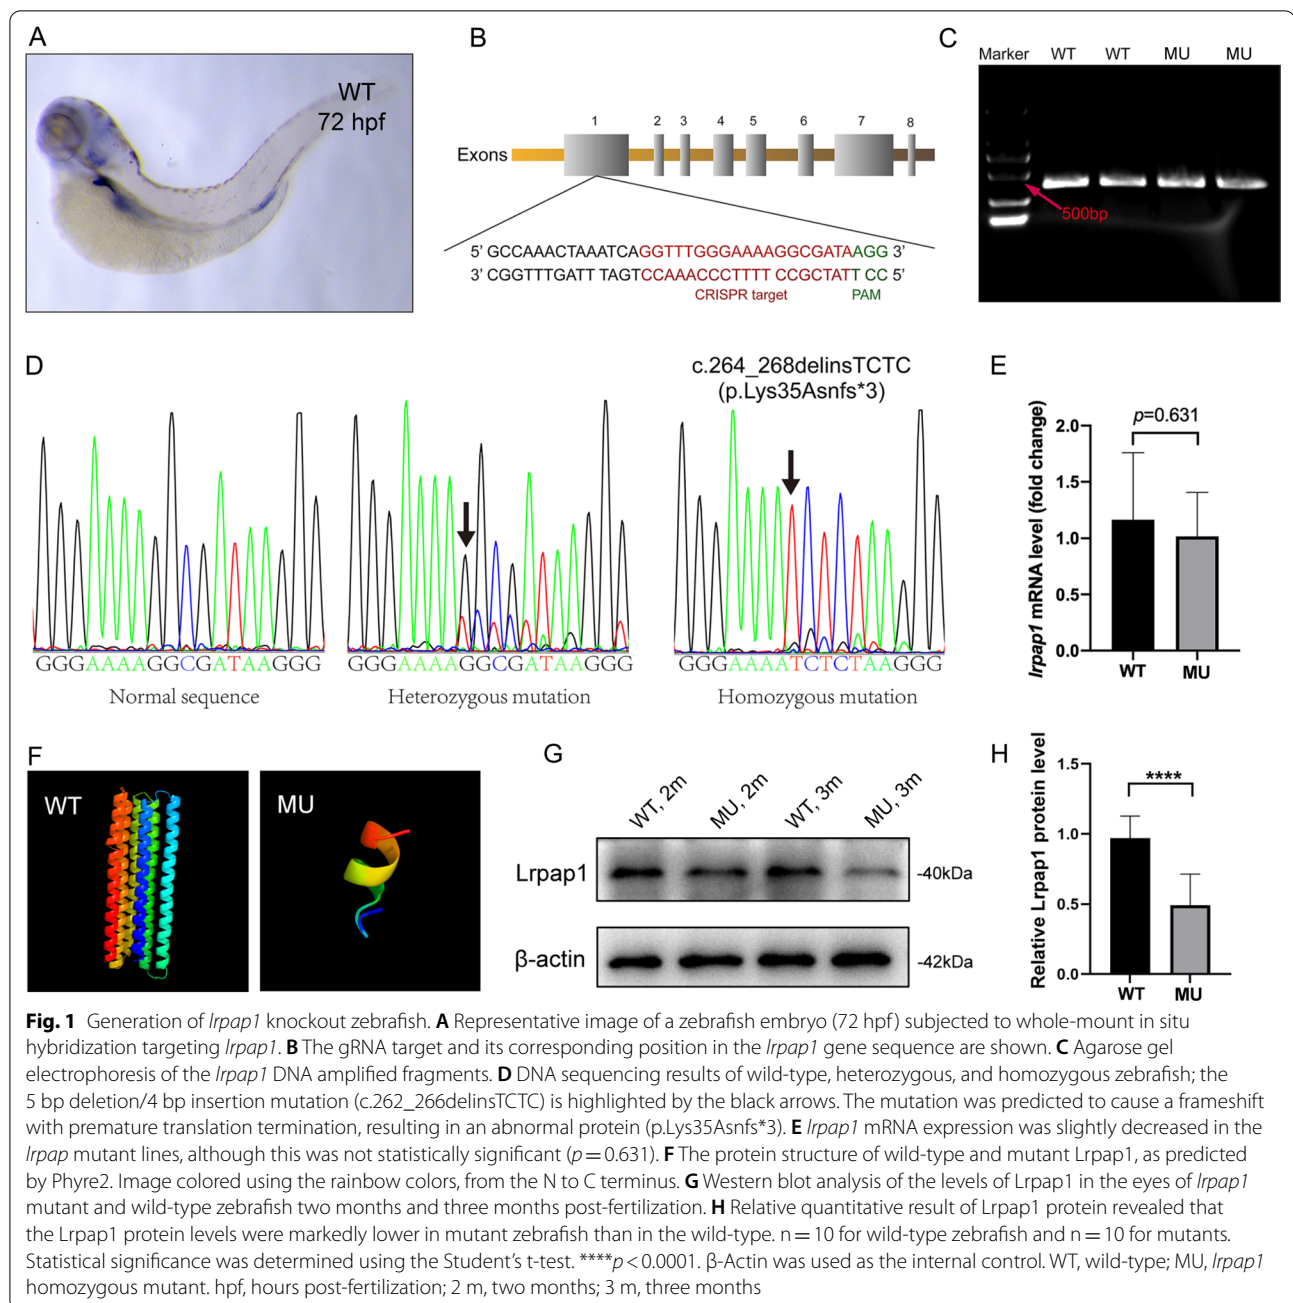 A
WT
72 hpf
B
1 2 3 4 5 6 7 8
Exons
5’ GCCAAACTAAATCAGGTTTGGGAAAAGGCGATAAGG 3’
3’ CGGTTTGATT TAGTCCAAACCCTTTT CCGCTATTCC 5’
CRISPR target PAM
C
Marker WT WT MU MU
500bp
D
c.264_268delinsTCTC
(p.Lys35Asnfs*3)
GGGAAAAGGCGATAAGGG
GGGAAAAGGCGATAAGGG
GGGAAAATCTCTAAGGG
Normal sequence
Heterozygous mutation
Homozygous mutation
E
lrpap1 mRNA level (fold change)
2.0
1.5
1.0
0.5
0.0
p=0.631
WT MU
F
WT
MU
G
WT, 2m MU, 2m WT, 3m MU, 3m
Lrpap1 -40kDa
β-actin -42kDa
H
Relative Lrpap1 protein level
1.5
1.0
0.5
0.0
****
WT MU
Fig. 1 Generation of lrpap1 knockout zebrafish. A Representative image of a zebrafish embryo (72 hpf) subjected to whole-mount in situ
hybridization targeting lrpap1. B The gRNA target and its corresponding position in the lrpap1 gene sequence are shown. C Agarose gel
electrophoresis of the lrpap1 DNA amplified fragments. D DNA sequencing results of wild-type, heterozygous, and homozygous zebrafish; the
5 bp deletion/4 bp insertion mutation (c.262_266delinsTCTC) is highlighted by the black arrows. The mutation was predicted to cause a frameshift
with premature translation termination, resulting in an abnormal protein (p.Lys35Asnfs*3). E lrpap1 mRNA expression was slightly decreased in the
lrpap mutant lines, although this was not statistically significant (p = 0.631). F The protein structure of wild-type and mutant Lrpap1, as predicted
by Phyre2. Image colored using the rainbow colors, from the N to C terminus. G Western blot analysis of the levels of Lrpap1 in the eyes of lrpap1
mutant and wild-type zebrafish two months and three months post-fertilization. H Relative quantitative result of Lrpap1 protein revealed that
the Lrpap1 protein levels were markedly lower in mutant zebrafish than in the wild-type. n = 10 for wild-type zebrafish and n = 10 for mutants.
Statistical significance was determined using the Student’s t-test. ****p < 0.0001. β-Actin was used as the internal control. WT, wild-type; MU, lrpap1
homozygous mutant. hpf, hours post-fertilization; 2 m, two months; 3 m, three months